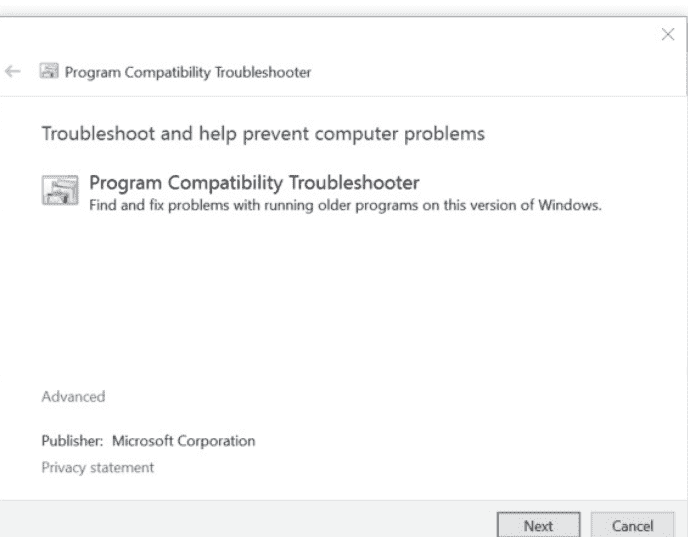 Program Compatibility Troubleshooter
Troubleshoot and help prevent computer problems
Program Compatibility Troubleshooter
Find and fix problems with running older programs on this version of Windows.
Advanced
Publisher: Microsoft Corporation
Privacy statement
Next Cancel